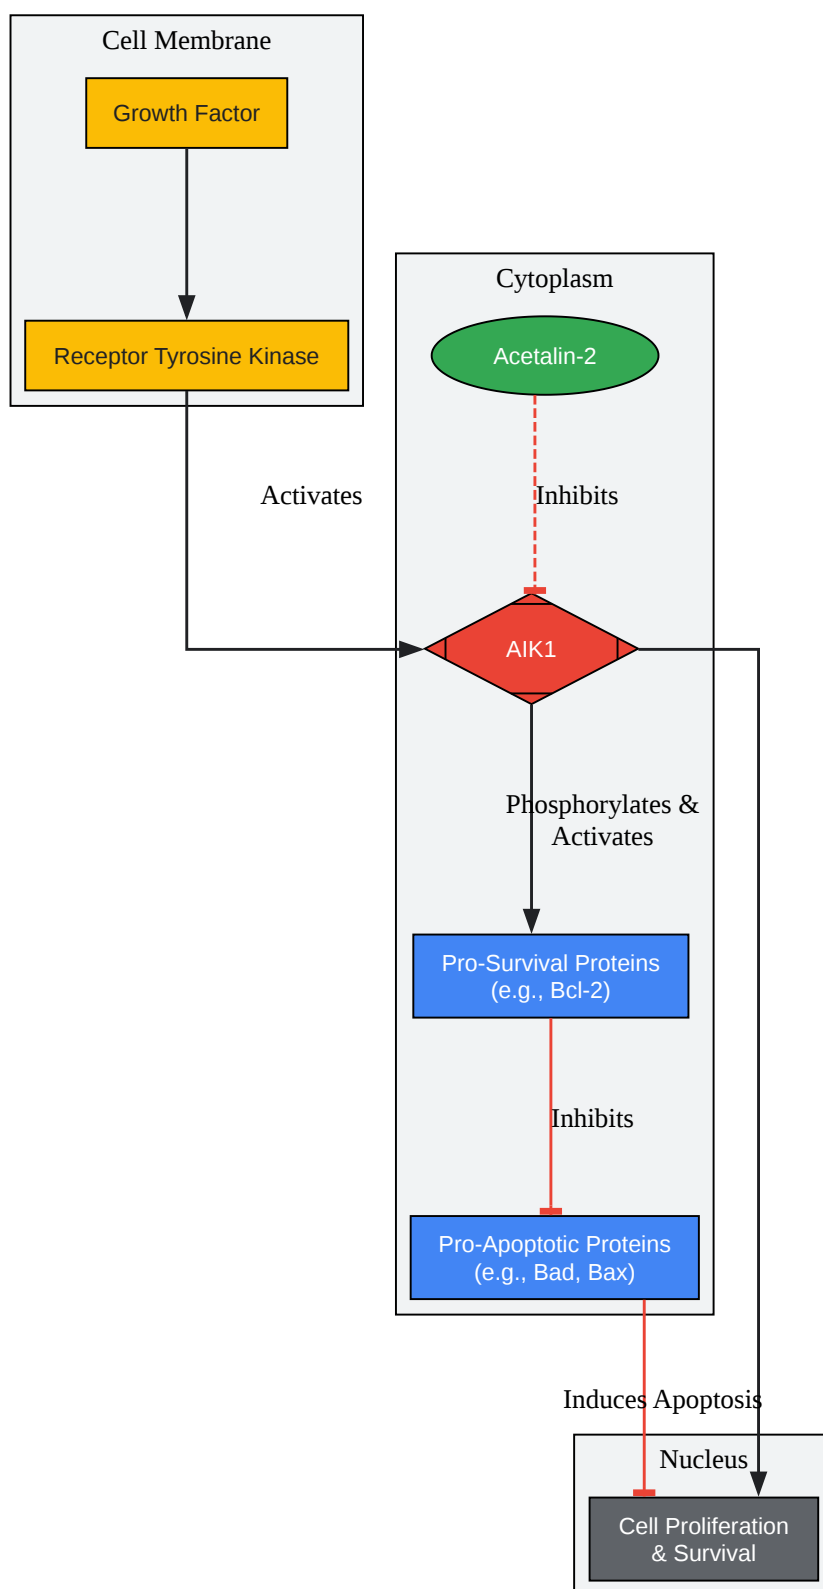 Cell Membrane
Growth Factor
Receptor Tyrosine Kinase
Activates
Cytoplasm
Acetalin-2
Inhibits
AIK1
Phosphorylates &
Activates
Pro-Survival Proteins
(e.g., Bcl-2)
Inhibits
Pro-Apoptotic Proteins
(e.g., Bad, Bax)
Induces Apoptosis
Nucleus
Cell Proliferation
& Survival